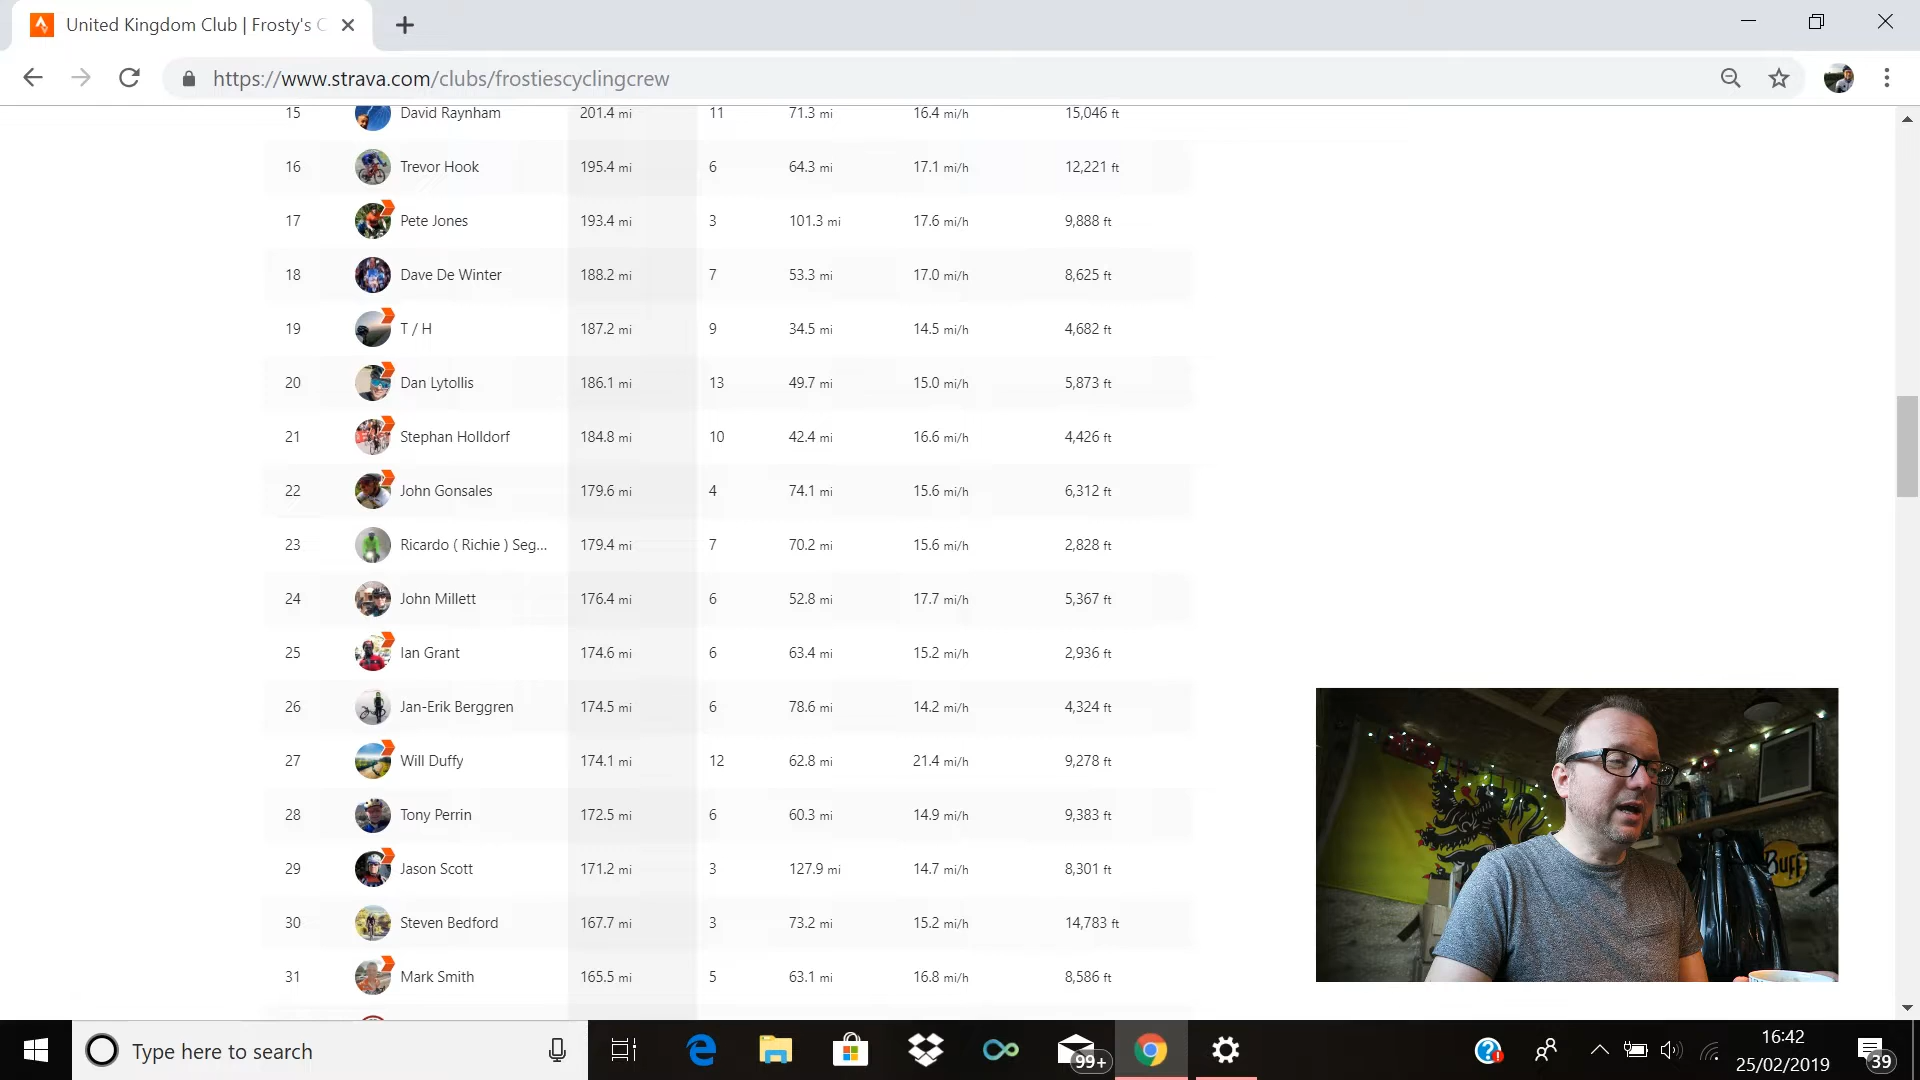 United Kingdom Club | Frosty's C
https://www.strava.com/clubs/frostiescyclingcrew
15 David Raynham 201.4 mi 11 71.3 mi 16.4 mi/h 15,046 ft
16 Trevor Hook 195.4 mi 6 64.3 mi 17.1 mi/h 12,221 ft
17 Pete Jones 193.4 mi 3 101.3 mi 17.6 mi/h 9,888 ft
18 Dave De Winter 188.2 mi 7 53.3 mi 17.0 mi/h 8,625 ft
19 T / H 187.2 mi 9 34.5 mi 14.5 mi/h 4,682 ft
20 Dan Lytollis 186.1 mi 13 49.7 mi 15.0 mi/h 5,873 ft
21 Stephan Holldorf 184.8 mi 10 42.4 mi 16.6 mi/h 4,426 ft
22 John Gonsales 179.6 mi 4 74.1 mi 15.6 mi/h 6,312 ft
23 Ricardo ( Richie ) Seg... 179.4 mi 7 70.2 mi 15.6 mi/h 2,828 ft
24 John Millett 176.4 mi 6 52.8 mi 17.7 mi/h 5,367 ft
25 Ian Grant 174.6 mi 6 63.4 mi 15.2 mi/h 2,936 ft
26 Jan-Erik Berggren 174.5 mi 6 78.6 mi 14.2 mi/h 4,324 ft
27 Will Duffy 174.1 mi 12 62.8 mi 21.4 mi/h 9,278 ft
28 Tony Perrin 172.5 mi 6 60.3 mi 14.9 mi/h 9,383 ft
29 Jason Scott 171.2 mi 3 127.9 mi 14.7 mi/h 8,301 ft
30 Steven Bedford 167.7 mi 3 73.2 mi 15.2 mi/h 14,783 ft
31 Mark Smith 165.5 mi 5 63.1 mi 16.8 mi/h 8,586 ft
Buff
Type here to search
99+
16:42
25/02/2019
39